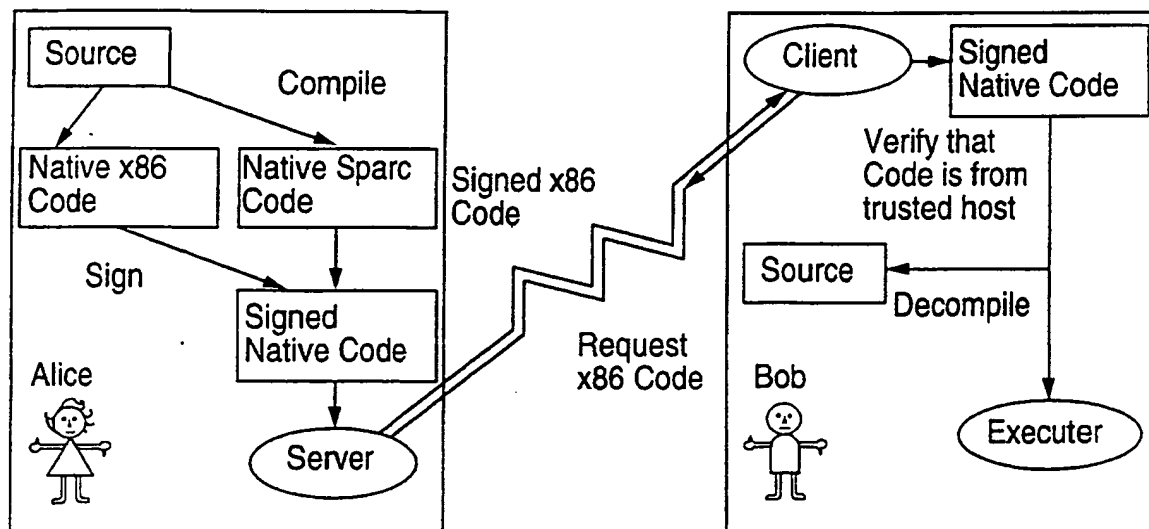 Source
Compile
Native x86
Code
Native Sparc
Code
Sign
Signed
Native Code
Alice
Server
Signed x86
Code
Request
x86 Code
Client
Signed
Native Code
Verify that
Code is from
trusted host
Source
Decompile
Bob
Executer